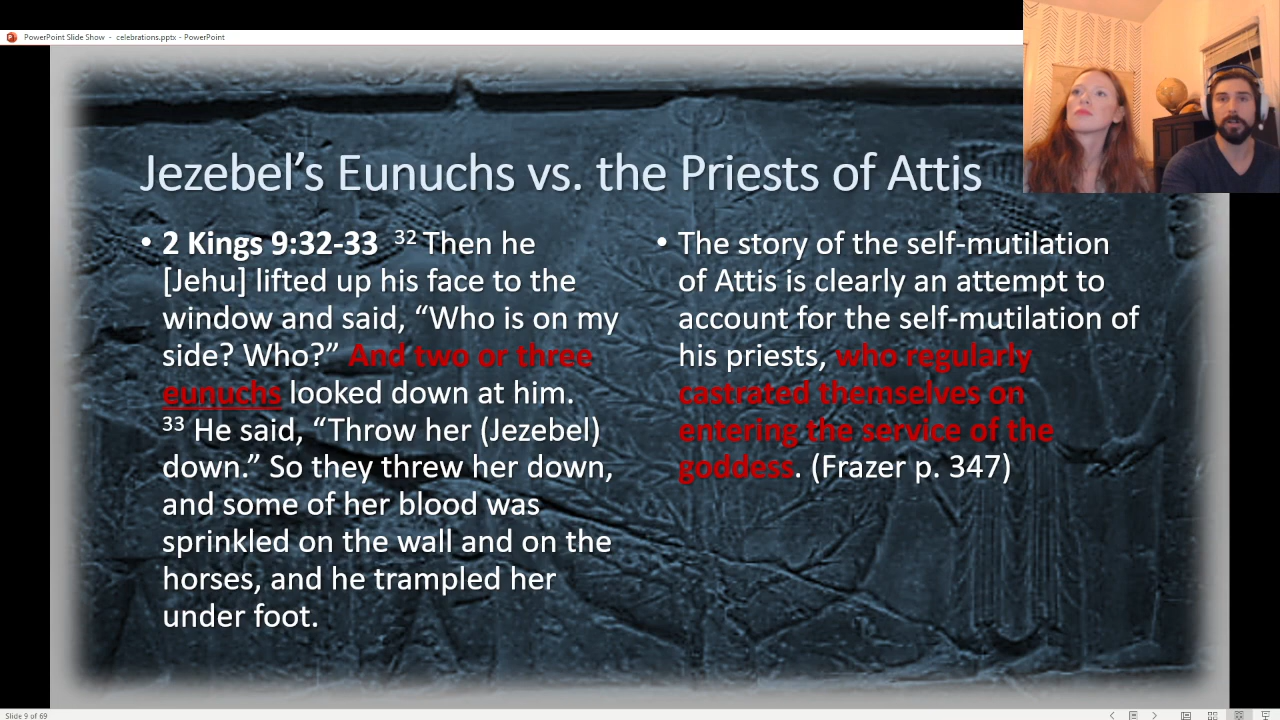 PowerPoint Slide Show - celebrations.pptx - PowerPoint
Jezebel’s Eunuchs vs. the Priests of Attis
• 2 Kings 9:32-33 32 Then he
[Jehu] lifted up his face to the
window and said, “Who is on my
side? Who?” And two or three
eunuchs looked down at him.
33 He said, “Throw her (Jezebel)
down.” So they threw her down,
and some of her blood was
sprinkled on the wall and on the
horses, and he trampled her
under foot.
• The story of the self-mutilation
of Attis is clearly an attempt to
account for the self-mutilation of
his priests, who regularly
castrated themselves on
entering the service of the
goddess. (Frazer p. 347)
Slide 9 of 69